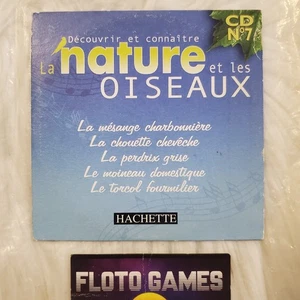 Découvrir et connaître
CD
N°7
La nature et les
OISEAUX
La mésange charbonnière
La chouette chevêche
La perdrix grise
Le moineau domestique
Le torcol fourmilier
HACHETTE
FLOTO GAMES